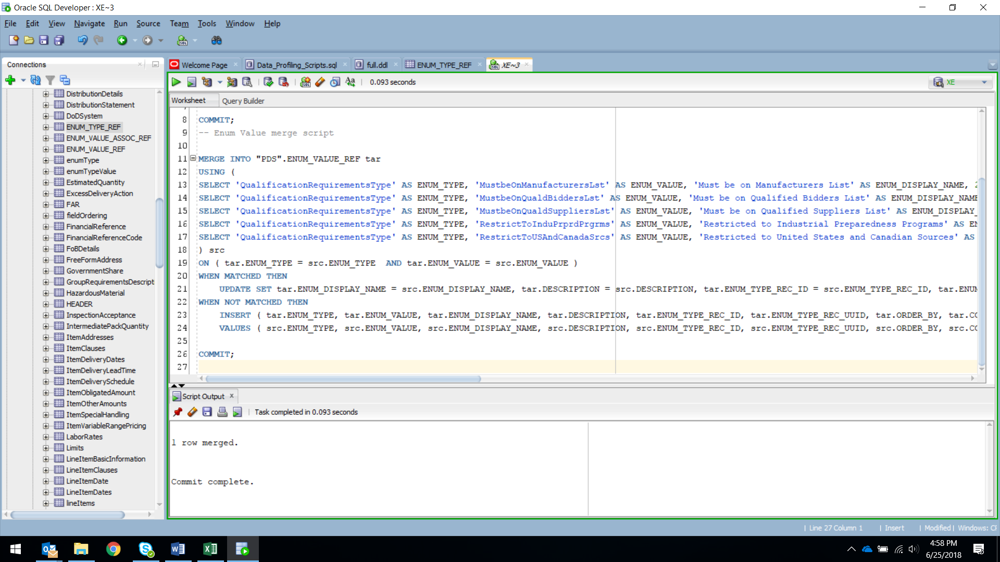 Oracle SQL Developer : XE~3
File Edit View Navigate Run Source Team Tools Window Help
Connections
Welcome Page Data_Profiling_Scripts.sql full.ddl ENUM_TYPE_REF XE~3
0.093 seconds
XE
Worksheet Query Builder
DistributionDetails
DistributionStatement
DoDSystem
ENUM_TYPE_REF
ENUM_VALUE_ASSOC_REF
ENUM_VALUE_REF
enumType
enumTypeValue
EstimatedQuantity
ExcessDeliveryAction
FAR
fieldOrdering
FinancialReference
FinancialReferenceCode
FoBDetails
FreeFormAddress
GovernmentShare
GroupRequirementsDescript
HazardousMaterial
HEADER
InspectionAcceptance
IntermediatePackQuantity
ItemAddresses
ItemClauses
ItemDeliveryDates
ItemDeliveryLeadTime
ItemDeliverySchedule
ItemObligatedAmount
ItemOtherAmounts
ItemSpecialHandling
ItemVariableRangePricing
LaborRates
Limits
LineItemBasicInformation
LineItemClauses
LineItemDate
LineItemDates
lineItems
8 COMMIT;
9 -- Enum Value merge script
10
11 MERGE INTO "PDS".ENUM_VALUE_REF tar
12 USING (
13 SELECT 'QualificationRequirementsType' AS ENUM_TYPE, 'MustbeOnManufacturersLst' AS ENUM_VALUE, 'Must be on Manufacturers List' AS ENUM_DISPLAY_NAME, 2
14 SELECT 'QualificationRequirementsType' AS ENUM_TYPE, 'MustbeOnQualdBiddersLst' AS ENUM_VALUE, 'Must be on Qualified Bidders List' AS ENUM_DISPLAY_NAME
15 SELECT 'QualificationRequirementsType' AS ENUM_TYPE, 'MustbeOnQualdSuppliersLst' AS ENUM_VALUE, 'Must be on Qualified Suppliers List' AS ENUM_DISPLAY_
16 SELECT 'QualificationRequirementsType' AS ENUM_TYPE, 'RestrictToInduPrprdPrgrms' AS ENUM_VALUE, 'Restricted to Industrial Preparedness Programs' AS EN
17 SELECT 'QualificationRequirementsType' AS ENUM_TYPE, 'RestrictToUSAndCanadaSrcs' AS ENUM_VALUE, 'Restricted to United States and Canadian Sources' AS
18 ) src
19 ON ( tar.ENUM_TYPE = src.ENUM_TYPE AND tar.ENUM_VALUE = src.ENUM_VALUE )
20 WHEN MATCHED THEN
21 UPDATE SET tar.ENUM_DISPLAY_NAME = src.ENUM_DISPLAY_NAME, tar.DESCRIPTION = src.DESCRIPTION, tar.ENUM_TYPE_REC_ID = src.ENUM_TYPE_REC_ID, tar.ENUM
22 WHEN NOT MATCHED THEN
23 INSERT ( tar.ENUM_TYPE, tar.ENUM_VALUE, tar.ENUM_DISPLAY_NAME, tar.DESCRIPTION, tar.ENUM_TYPE_REC_ID, tar.ENUM_TYPE_REC_UUID, tar.ORDER_BY, tar.CO
24 VALUES ( src.ENUM_TYPE, src.ENUM_VALUE, src.ENUM_DISPLAY_NAME, src.DESCRIPTION, src.ENUM_TYPE_REC_ID, src.ENUM_TYPE_REC_UUID, src.ORDER_BY, src.CO
25
26 COMMIT;
27
Script Output
Task completed in 0.093 seconds
1 row merged.
Commit complete.
Line 27 Column 1 Insert Modified Windows: CR
4:58 PM
6/25/2018